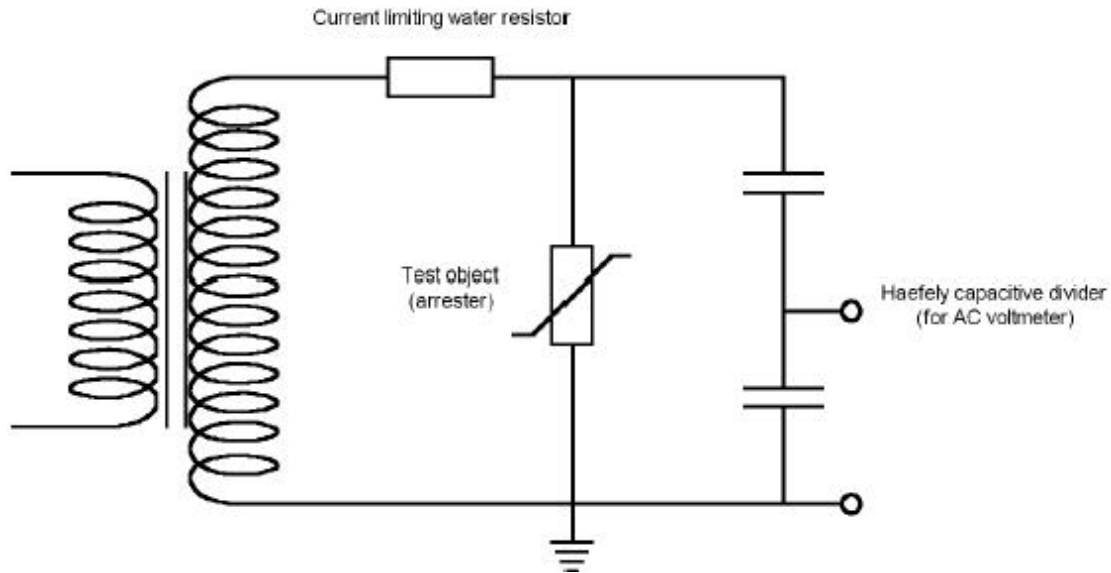 Current limiting water resistor
Test object
(arrester)
Haefely capacitive divider
(for AC voltmeter)